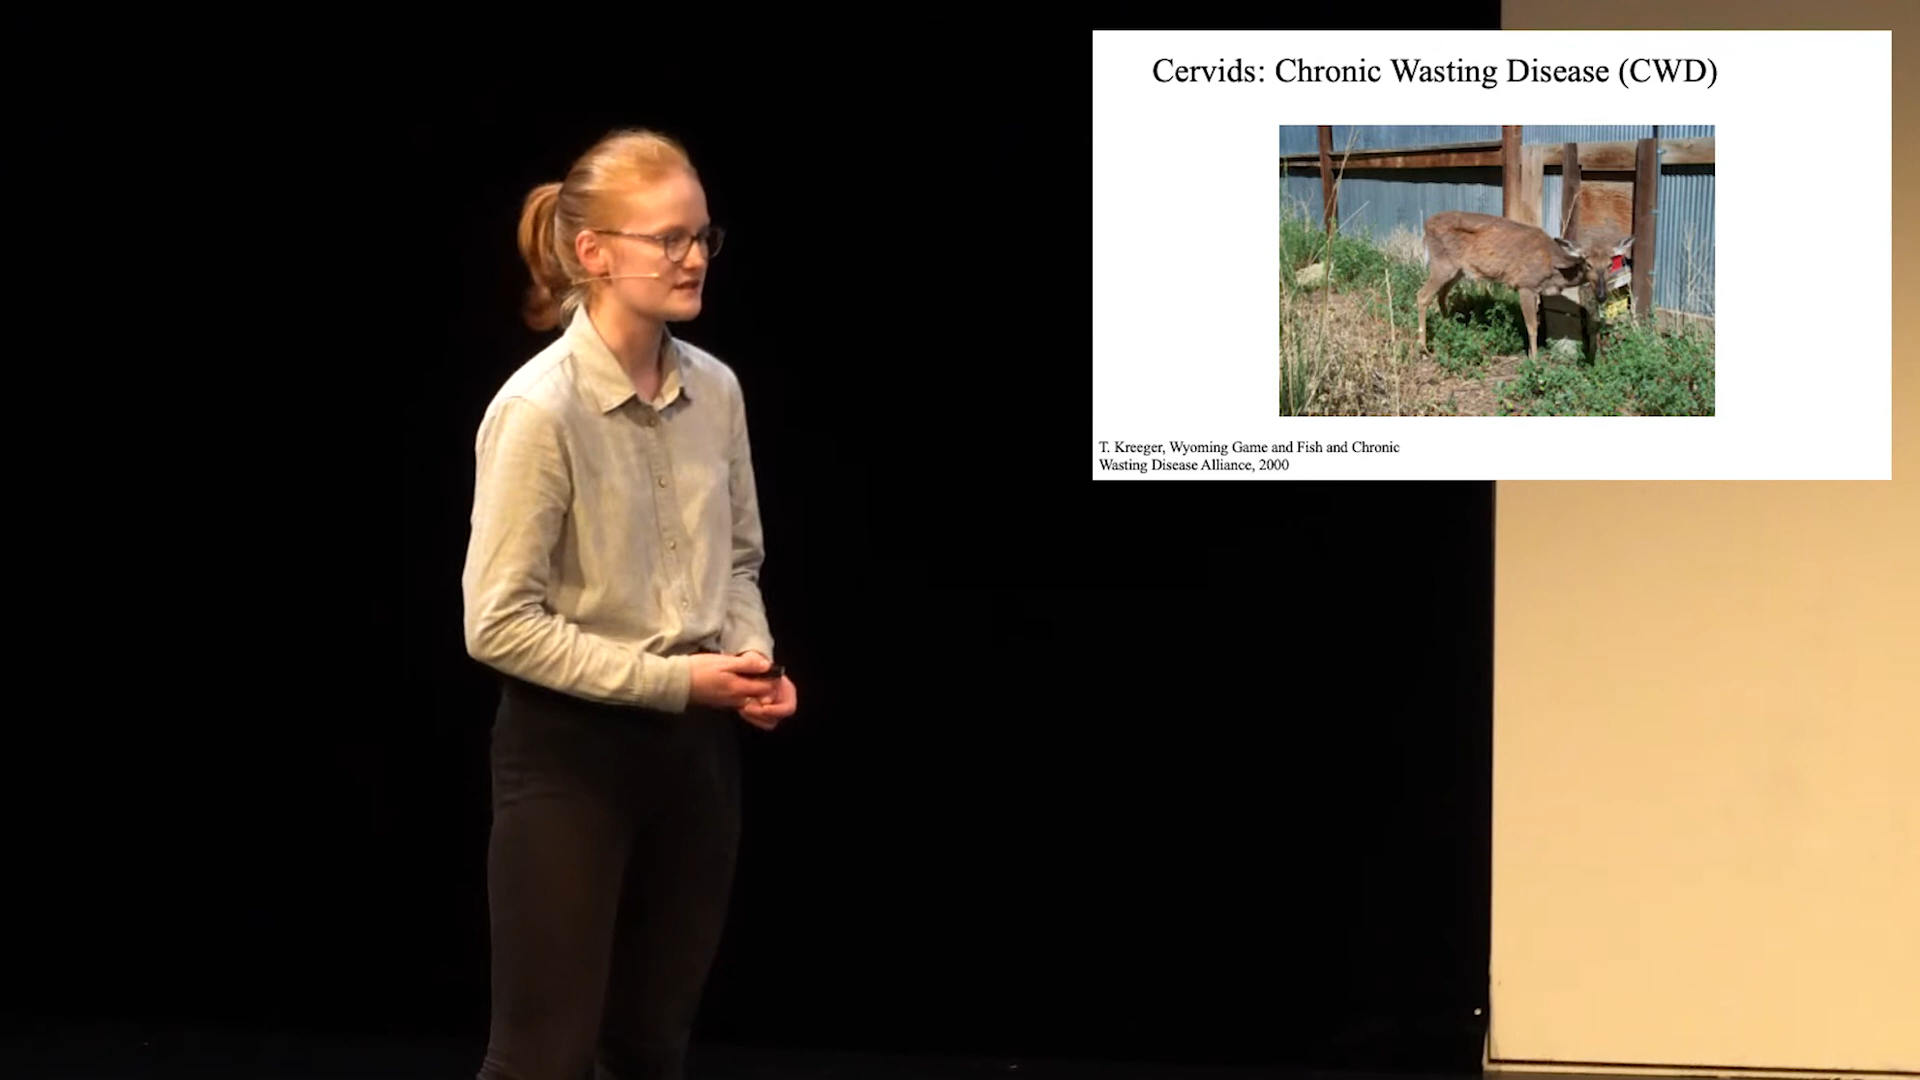 Cervids: Chronic Wasting Disease (CWD)
T. Kreeger, Wyoming Game and Fish and Chronic
Wasting Disease Alliance, 2000